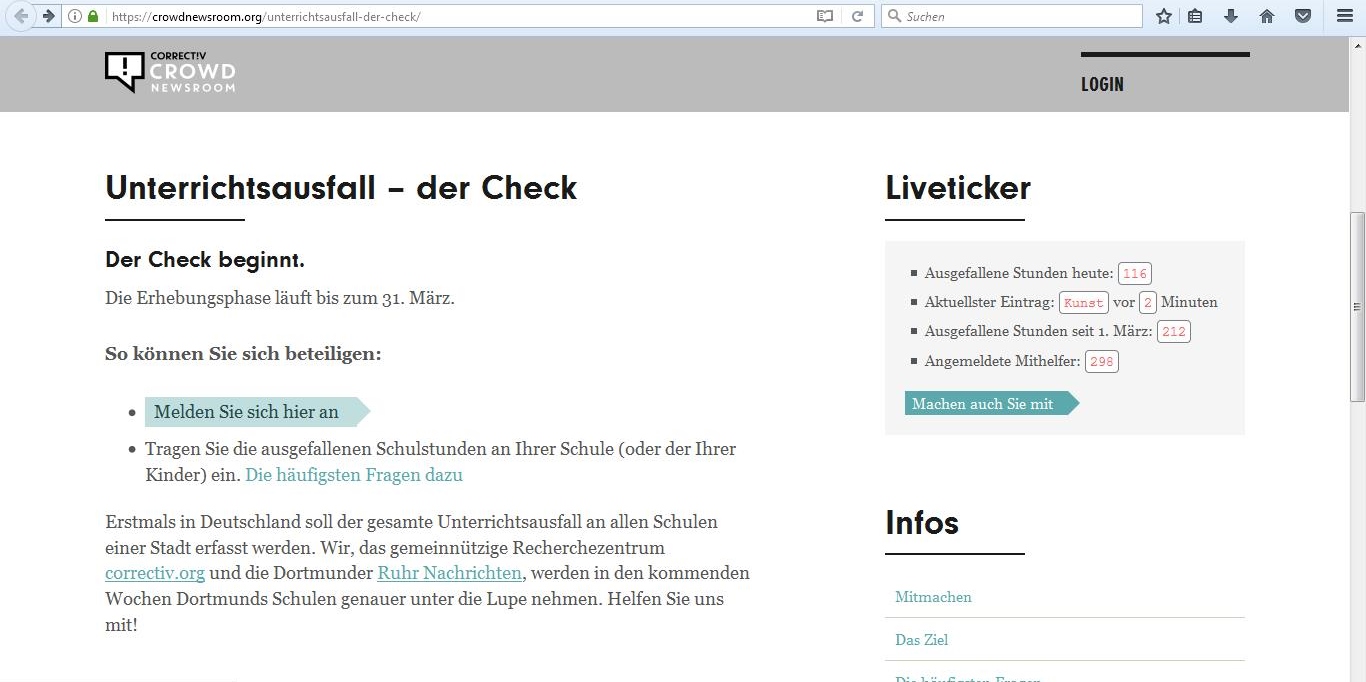 https://crowdnewsroom.org/unterrichtsausfall-der-check/
Suchen
CORRECT!V
CROWD
NEWSROOM
LOGIN
Unterrichtsausfall – der Check
Der Check beginnt.
Die Erhebungsphase läuft bis zum 31. März.
So können Sie sich beteiligen:
Melden Sie sich hier an
Tragen Sie die ausgefallenen Schulstunden an Ihrer Schule (oder der Ihrer
Kinder) ein. Die häufigsten Fragen dazu
Erstmals in Deutschland soll der gesamte Unterrichtsausfall an allen Schulen
einer Stadt erfasst werden. Wir, das gemeinnützige Recherchezentrum
correctiv.org und die Dortmunder Ruhr Nachrichten, werden in den kommenden
Wochen Dortmunds Schulen genauer unter die Lupe nehmen. Helfen Sie uns
mit!
Liveticker
Ausgefallene Stunden heute: 116
Aktuellster Eintrag: Kunst vor 2 Minuten
Ausgefallene Stunden seit 1. März: 212
Angemeldete Mithelfer: 298
Machen auch Sie mit
Infos
Mitmachen
Das Ziel
Die häufigsten Fragen